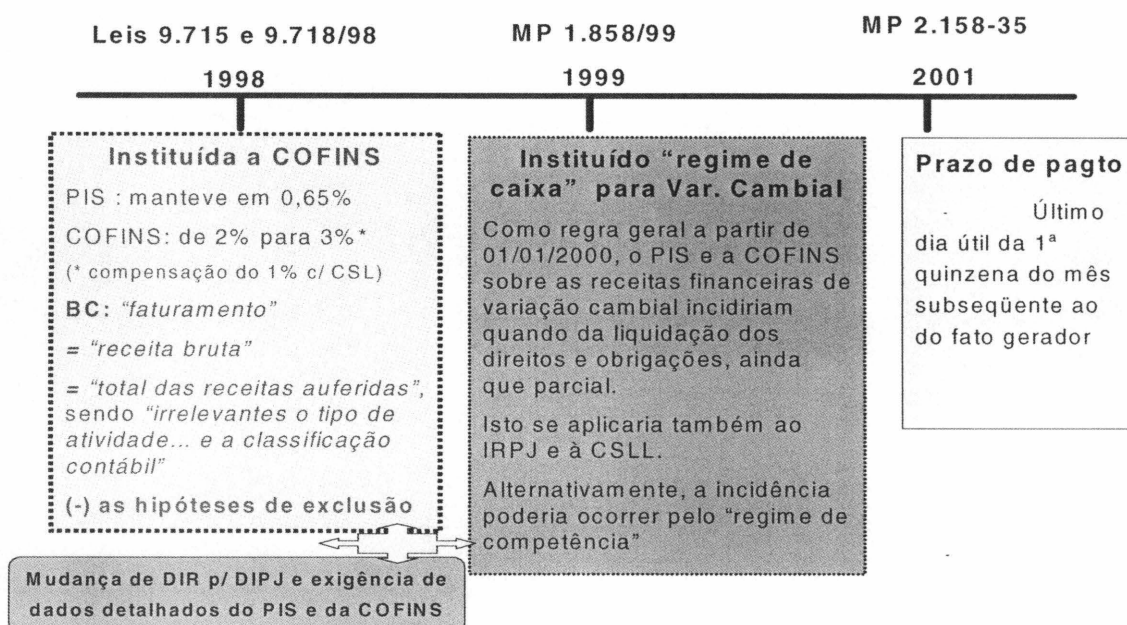 Leis 9.715 e 9.718/98
MP 1.858/99
MP 2.158-35
1998
1999
2001
Instituída a COFINS
PIS : manteve em 0,65%
COFINS: de 2% para 3%*
(* compensação do 1% c/ CSL)
BC: “faturamento”
= “receita bruta”
= “total das receitas auferidas”,
sendo “irrelevantes o tipo de
atividade... e a classificação
contábil”
(-) as hipóteses de exclusão
Mudança de DIR p/ DIPJ e exigência de
dados detalhados do PIS e da COFINS
Instituído “regime de
caixa” para Var. Cambial
Como regra geral a partir de
01/01/2000, o PIS e a COFINS
sobre as receitas financeiras de
variação cambial incidiriam
quando da liquidação dos
direitos e obrigações, ainda
que parcial.
Isto se aplicaria também ao
IRPJ e à CSLL.
Alternativamente, a incidência
poderia ocorrer pelo “regime de
competência”
Prazo de pagto
Último
dia útil da 1ª
quinzena do mês
subseqüente ao
do fato gerador